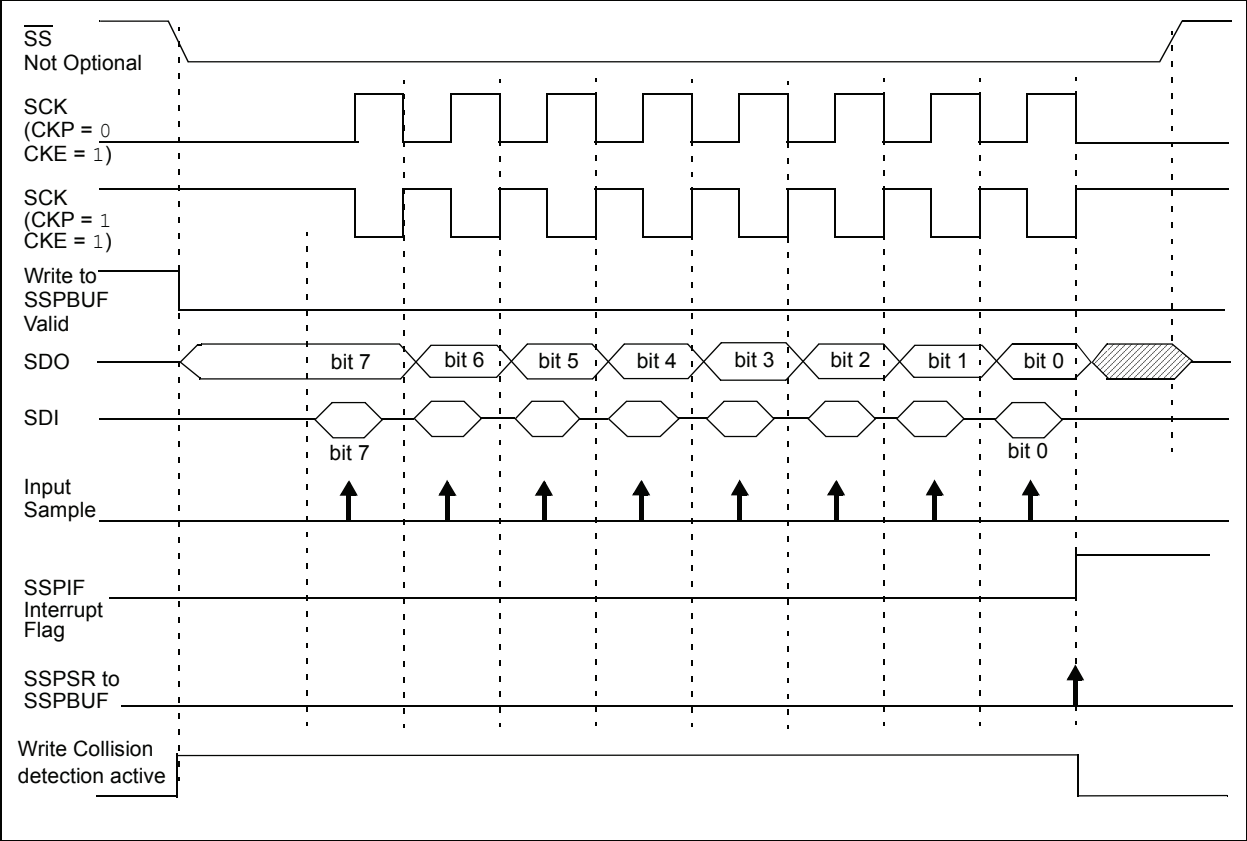 SS
Not Optional
SCK
(CKP = 0
CKE = 1)
SCK
(CKP = 1
CKE = 1)
Write to
SSPBUF
Valid
SDO
bit 7 bit 6 bit 5 bit 4 bit 3 bit 2 bit 1 bit 0
SDI
bit 7 bit 0
Input
Sample
SSPIF
Interrupt
Flag
SSPSR to
SSPBUF
Write Collision
detection active